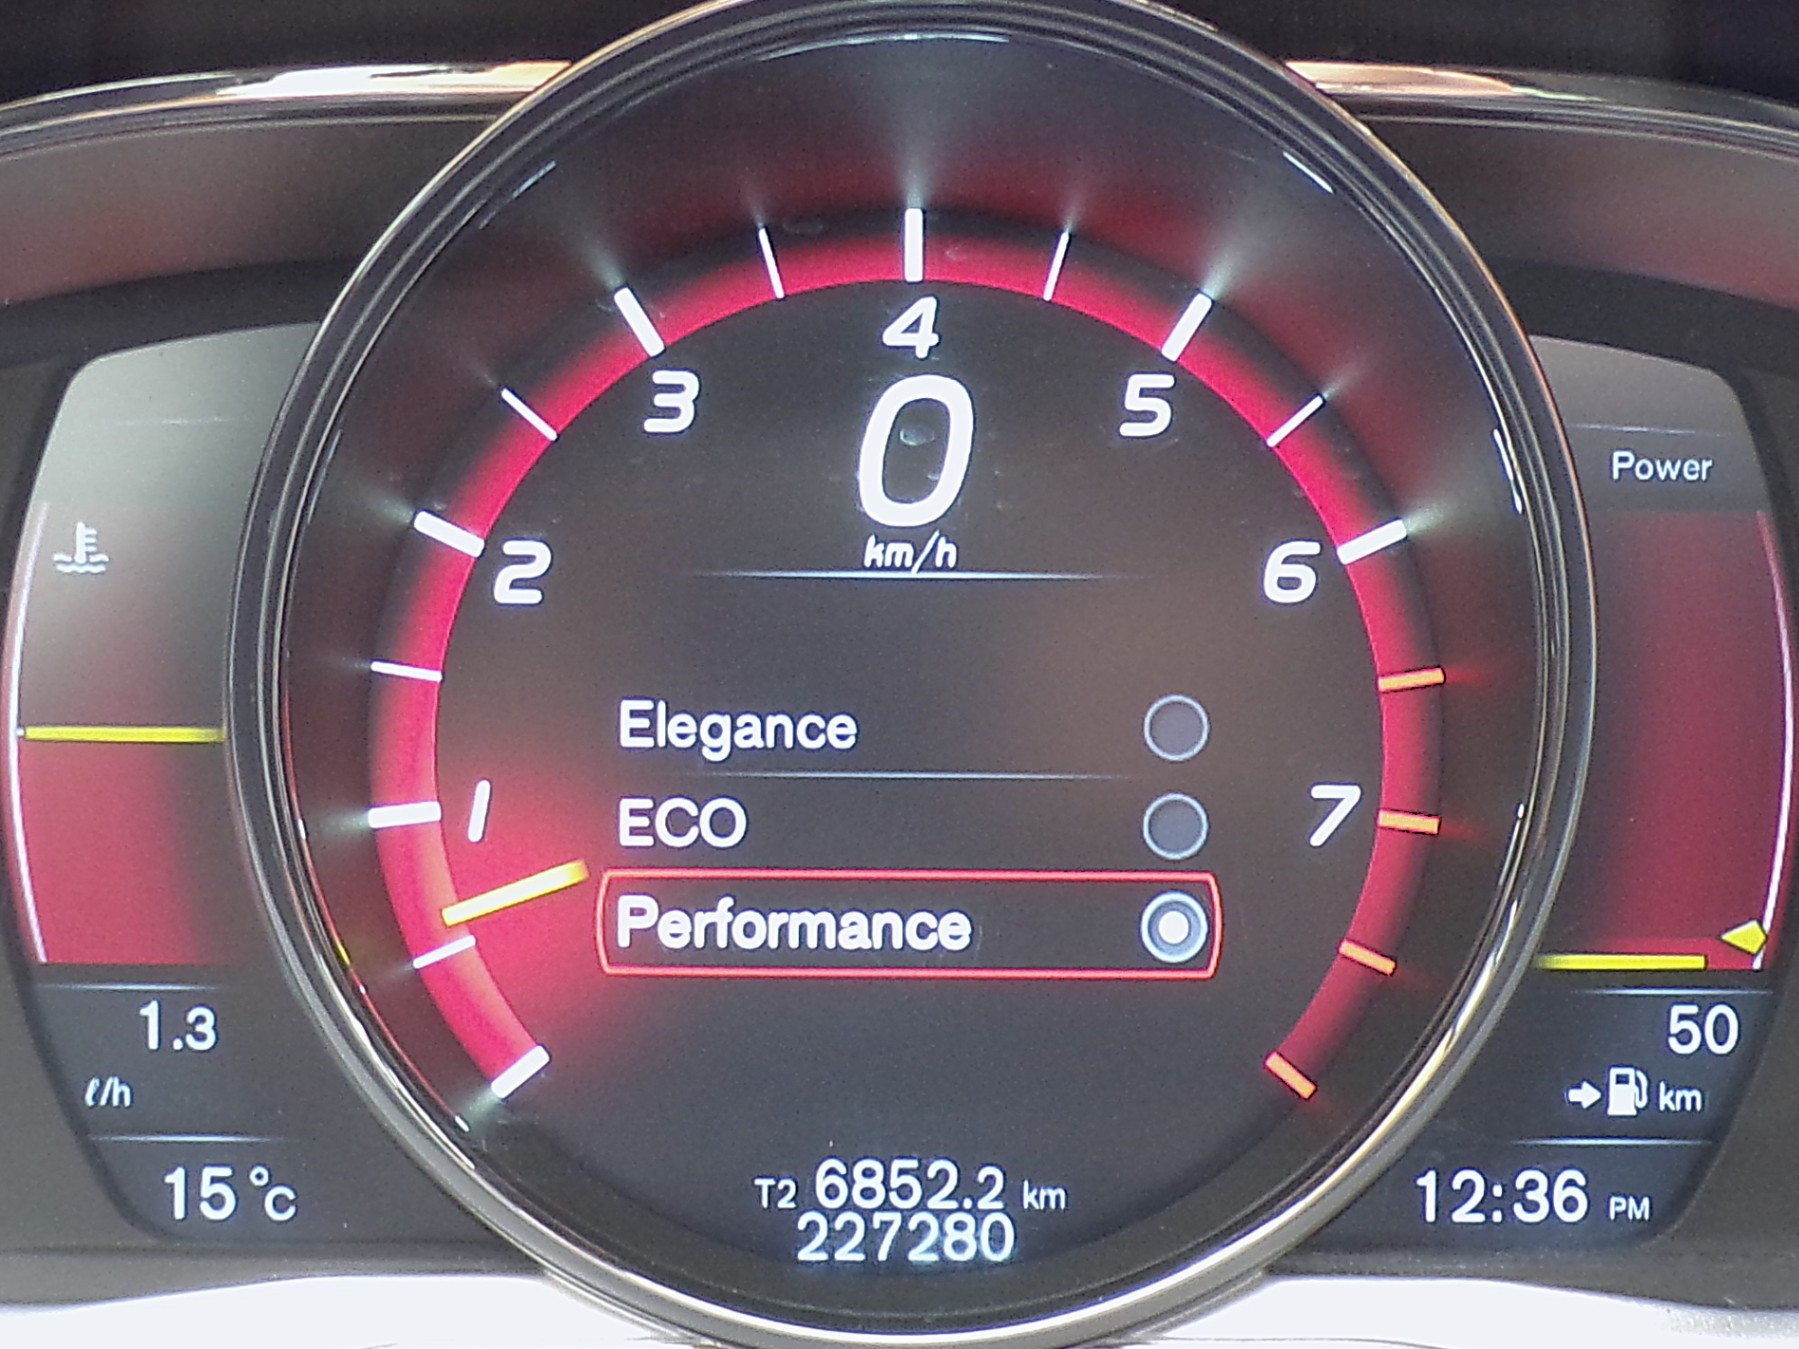 4
3
5
0
km/h
Power
2
6
Elegance
1
ECO
7
Performance
1.3
ℓ/h
50
km
15°C
T2 6852.2 km
227280
12:36 PM